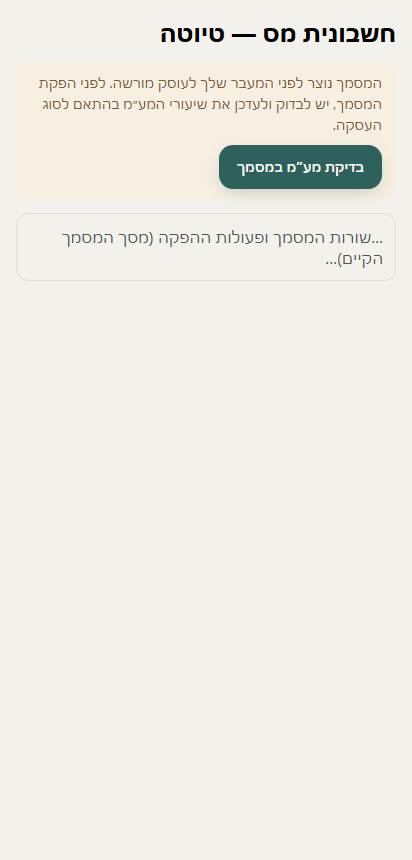 חשבונית מס — טיוטה
המסמך נוצר לפני המעבר שלך לעוסק מורשה. לפני הפקת
המסמך, יש לבדוק ולעדכן את שיעורי המע״מ בהתאם לסוג
העסקה.
בדיקת מע״מ במסמך
...שורות המסמך ופעולות ההפקה (מסך המסמך
הקיים)...